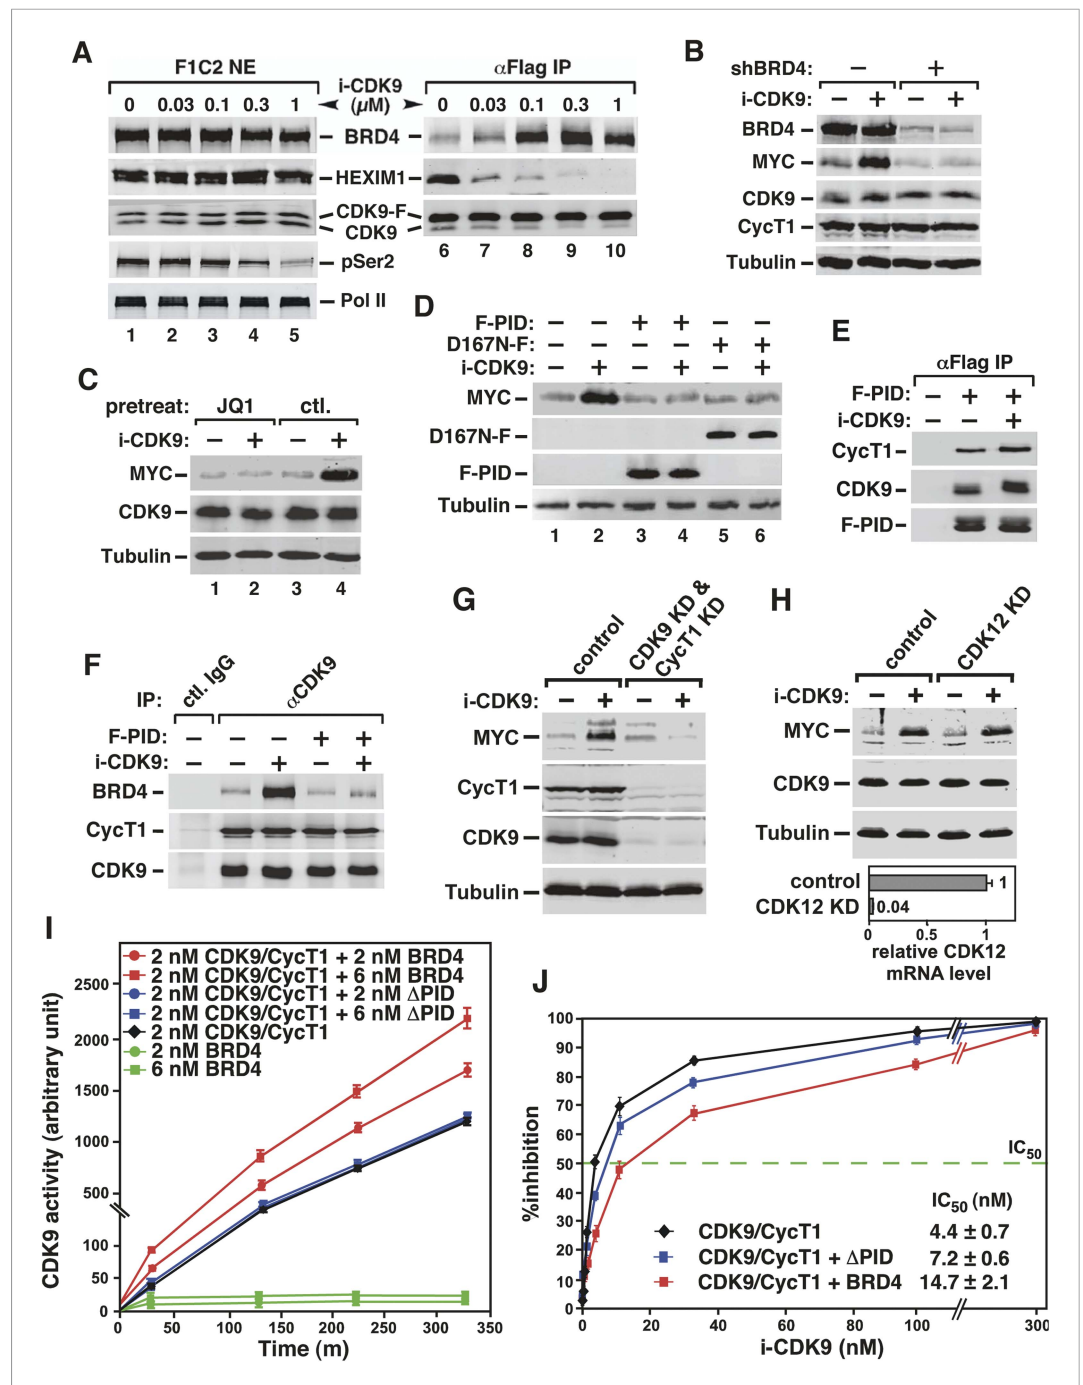 A
F1C2 NE
αFlag IP
i-CDK9
(μM)
0 0.03 0.1 0.3 1
0 0.03 0.1 0.3 1
BRD4
HEXIM1
CDK9-F
CDK9
pSer2
Pol II
1 2 3 4 5
6 7 8 9 10
B
shBRD4: − +
i-CDK9: − + − +
BRD4
MYC
CDK9
CycT1
Tubulin
C
pretreat: JQ1 ctl.
i-CDK9: − + − +
MYC
CDK9
Tubulin
1 2 3 4
D
F-PID: − − + + − −
D167N-F: − − − − + +
i-CDK9: − + − + − +
MYC
D167N-F
F-PID
Tubulin
1 2 3 4 5 6
E
αFlag IP
F-PID: − + +
i-CDK9: − − +
CycT1
CDK9
F-PID
F
IP: ctl. IgG αCDK9
F-PID: − − − + +
i-CDK9: − − + − +
BRD4
CycT1
CDK9
G
control
CDK9 KD &
CycT1 KD
i-CDK9: − + − +
MYC
CycT1
CDK9
Tubulin
H
control
CDK12 KD
i-CDK9: − + − +
MYC
CDK9
Tubulin
control 1
CDK12 KD 0.04
0 0.5 1
relative CDK12
mRNA level
I
2 nM CDK9/CycT1 + 2 nM BRD4
2 nM CDK9/CycT1 + 6 nM BRD4
2 nM CDK9/CycT1 + 2 nM ΔPID
2 nM CDK9/CycT1 + 6 nM ΔPID
2 nM CDK9/CycT1
2 nM BRD4
6 nM BRD4
CDK9 activity (arbitrary unit)
2500
2000
1500
1000
500
100
50
0
0 50 100 150 200 250 300 350
Time (m)
J
%inhibition
100
90
80
70
60
50
40
30
20
10
0
IC50
IC50 (nM)
CDK9/CycT1 4.4 ± 0.7
CDK9/CycT1 + ΔPID 7.2 ± 0.6
CDK9/CycT1 + BRD4 14.7 ± 2.1
0 20 40 60 80 100 300
i-CDK9 (nM)